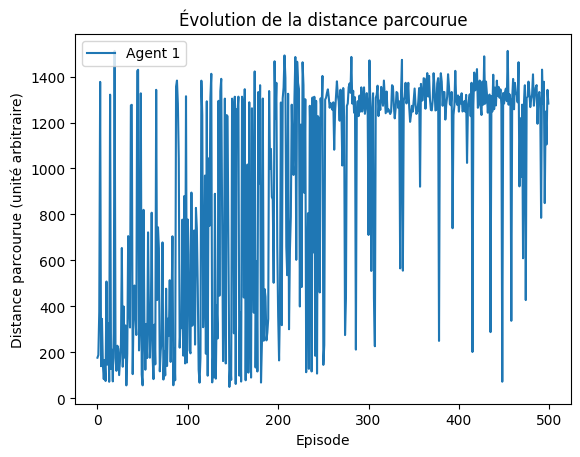 Évolution de la distance parcourue
Agent 1
Distance parcourue (unité arbitraire)
1400
1200
1000
800
600
400
200
0
0 100 200 300 400 500
Episode